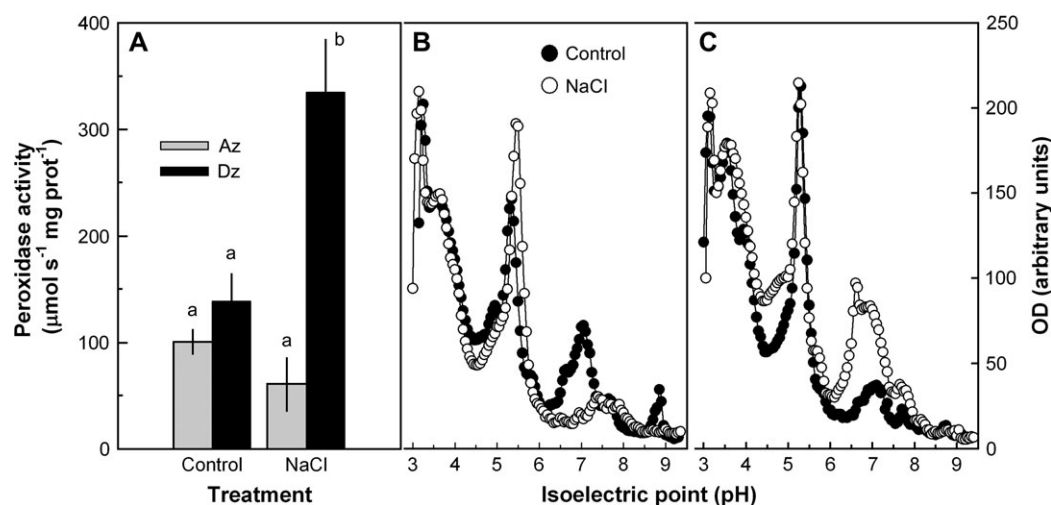 400
300
200
100
0
Peroxidase activity
(µmol s⁻¹ mg prot⁻¹)
A
Az
Dz
a
a
a
b
Control
NaCl
Treatment
B
Control
NaCl
3 4 5 6 7 8 9
C
3 4 5 6 7 8 9
Isoelectric point (pH)
250
200
150
100
50
0
OD (arbitrary units)